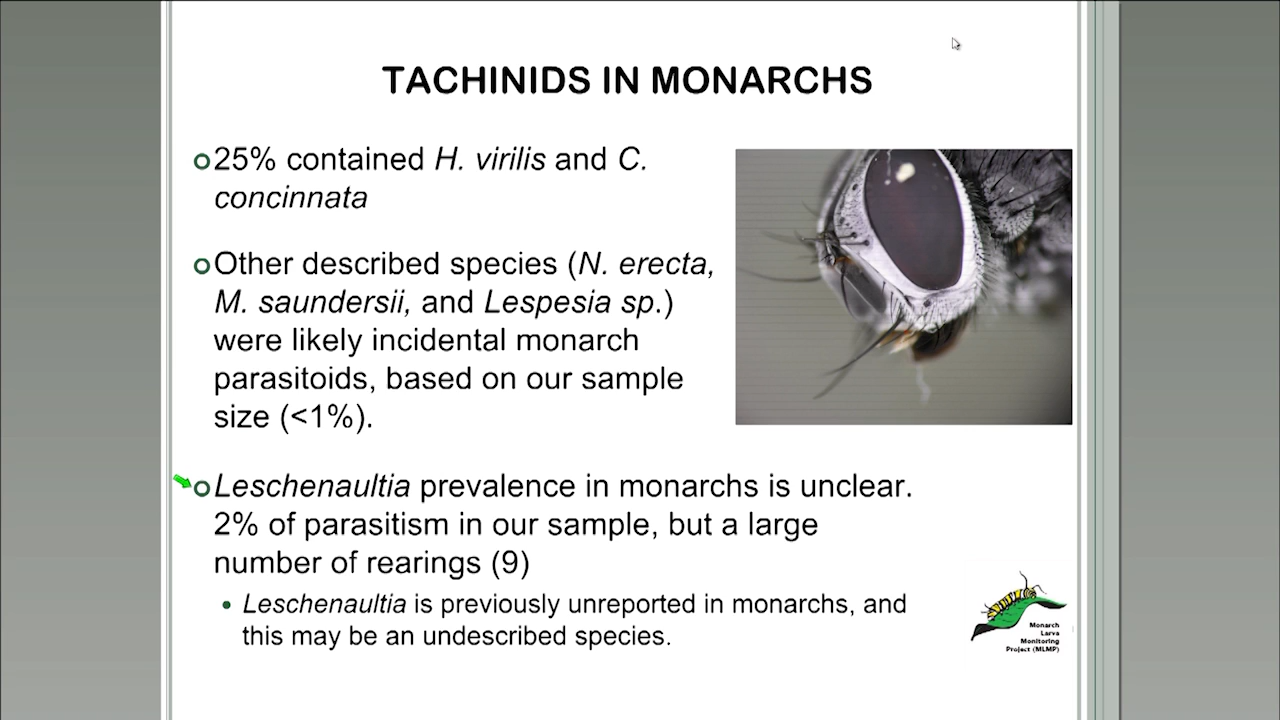 TACHINIDS IN MONARCHS
25% contained H. virilis and C.
concinnata
Other described species (N. erecta,
M. saundersii, and Lespesia sp.)
were likely incidental monarch
parasitoids, based on our sample
size (<1%).
Leschenaultia prevalence in monarchs is unclear.
2% of parasitism in our sample, but a large
number of rearings (9)
• Leschenaultia is previously unreported in monarchs, and
this may be an undescribed species.
Monarch
Larva
Monitoring
Project (MLMP)